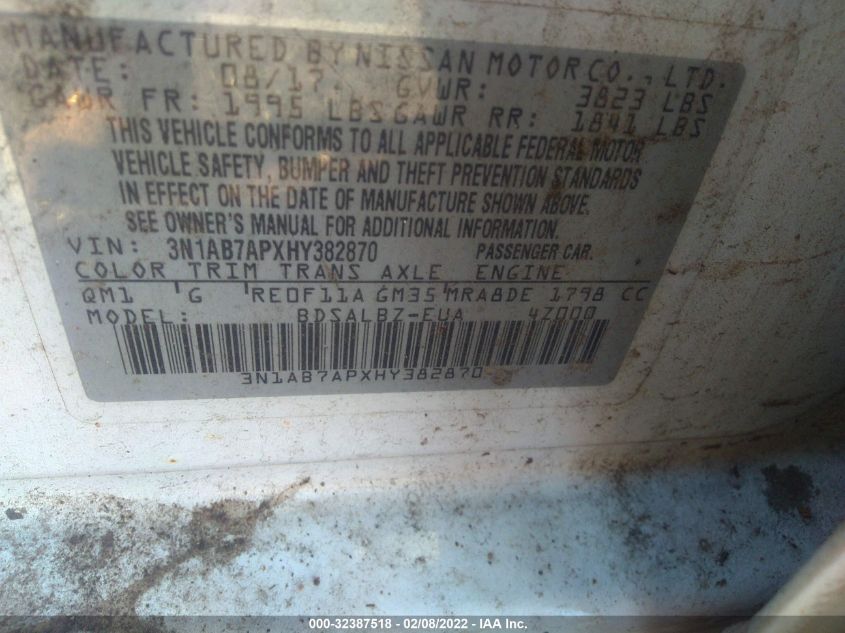 MANUFACTURED BY NISSAN MOTOR CO., LTD.
DATE: 08/17 GVWR: 3823 LBS
GAWR FR: 1995 LBS GAWR RR: 1841 LBS
THIS VEHICLE CONFORMS TO ALL APPLICABLE FEDERAL MOTOR
VEHICLE SAFETY, BUMPER AND THEFT PREVENTION STANDARDS
IN EFFECT ON THE DATE OF MANUFACTURE SHOWN ABOVE.
SEE OWNER'S MANUAL FOR ADDITIONAL INFORMATION.
VIN: 3N1AB7APXHY382870 PASSENGER CAR.
COLOR TRIM TRANS AXLE ENGINE
QM1 G RE0F11A GM35 MRA8DE 1798 CC
MODEL: BDSALBZ-EUA 4Z000
3N1AB7APXHY382870
000-32387518 - 02/08/2022 - © IAA Inc.